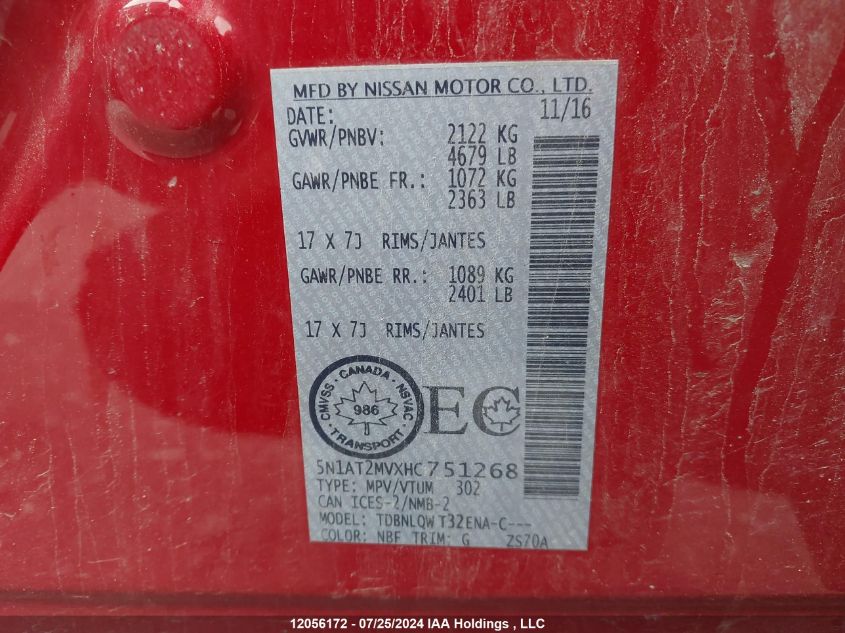 MFD BY NISSAN MOTOR CO., LTD.
DATE: 11/16
GVWR/PNBV: 2122 KG
4679 LB
GAWR/PNBE FR.: 1072 KG
2363 LB
17 X 7J RIMS/JANTES
GAWR/PNBE RR.: 1089 KG
2401 LB
17 X 7J RIMS/JANTES
CMVSS · CANADA · NSVAC
986
· TRANSPORT ·
EC
5N1AT2MVXHC751268
TYPE: MPV/VTUM 302
CAN ICES-2/NMB-2
MODEL: TDBNLQW T32ENA-C---
COLOR: NBF TRIM: G ZS70A
12056172 - 07/25/2024 IAA Holdings , LLC